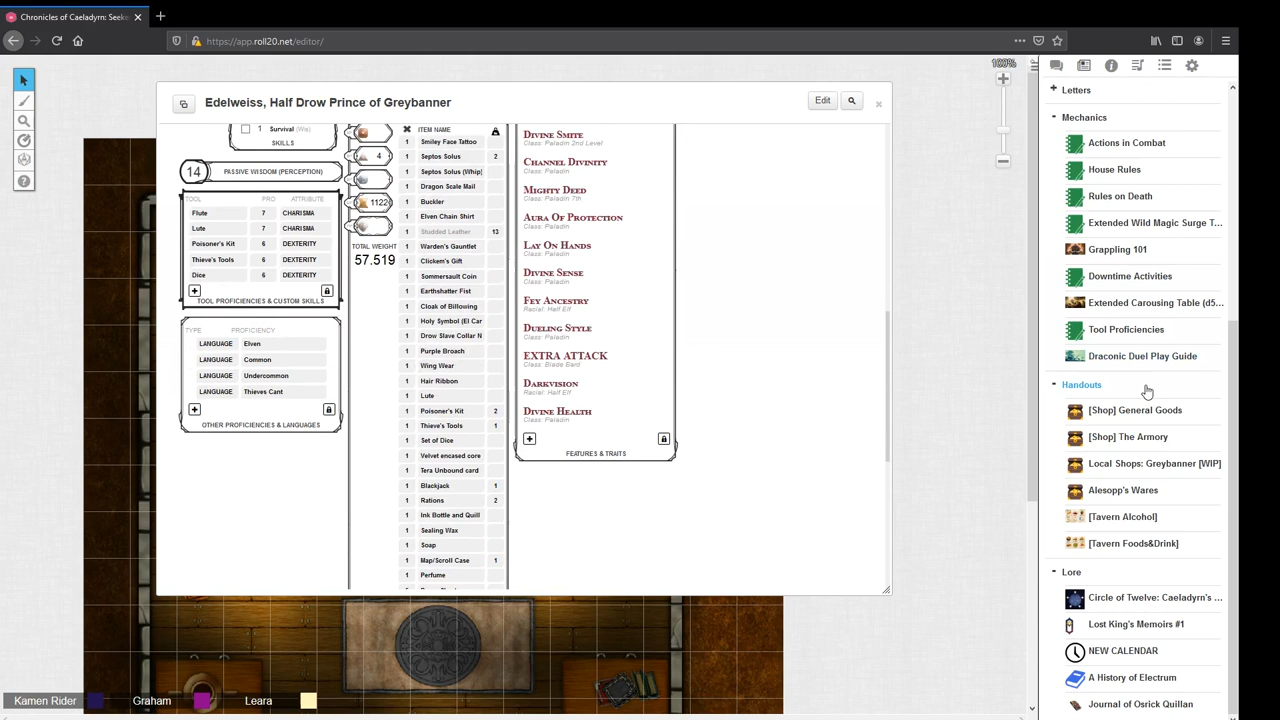 Chronicles of Caeladyrn: Seeke
https://app.roll20.net/editor/
100%
Edelweiss, Half Drow Prince of Greybanner
Edit
1 Survival (Wis)
SKILLS
14 PASSIVE WISDOM (PERCEPTION)
TOOL PRO ATTRIBUTE
Flute 7 CHARISMA
Lute 7 CHARISMA
Poisoner's Kit 6 DEXTERITY
Thieve's Tools 6 DEXTERITY
Dice 6 DEXTERITY
TOOL PROFICIENCIES & CUSTOM SKILLS
TYPE PROFICIENCY
LANGUAGE Elven
LANGUAGE Common
LANGUAGE Undercommon
LANGUAGE Thieves Cant
OTHER PROFICIENCIES & LANGUAGES
4
1122
TOTAL WEIGHT
57.519
ITEM NAME
1 Smiley Face Tattoo
1 Septos Solus 2
1 Septos Solus (Whip)
1 Dragon Scale Mail
1 Buckler
1 Elven Chain Shirt
1 Studded Leather 13
1 Warden's Gauntlet
1 Clickem's Gift
1 Sommersault Coin
1 Earthshatter Fist
1 Cloak of Billowing
1 Holy Symbol (El Car
1 Drow Slave Collar N
1 Purple Broach
1 Wing Wear
1 Hair Ribbon
1 Lute
1 Poisoner's Kit 2
1 Thieve's Tools 1
1 Set of Dice
1 Velvet encased core
1 Tera Unbound card
1 Blackjack 1
1 Rations 2
1 Ink Bottle and Quill
1 Sealing Wax
1 Soap
1 Map/Scroll Case 1
1 Perfume
DIVINE SMITE
Class: Paladin 2nd Level
CHANNEL DIVINITY
Class: Paladin
MIGHTY DEED
Class: Paladin 7th
AURA OF PROTECTION
Class: Paladin
LAY ON HANDS
Class: Paladin
DIVINE SENSE
Class: Paladin
FEY ANCESTRY
Racial: Half Elf
DUELING STYLE
Class: Paladin
EXTRA ATTACK
Class: Blade Bard
DARKVISION
Racial: Half Elf
DIVINE HEALTH
Class: Paladin
FEATURES & TRAITS
Letters
Mechanics
Actions in Combat
House Rules
Rules on Death
Extended Wild Magic Surge T...
Grappling 101
Downtime Activities
Extended Carousing Table (d5...
Tool Proficiencies
Draconic Duel Play Guide
Handouts
[Shop] General Goods
[Shop] The Armory
Local Shops: Greybanner [WIP]
Alesopp's Wares
[Tavern Alcohol]
[Tavern Foods&Drink]
Lore
Circle of Twelve: Caeladyrn's ...
Lost King's Memoirs #1
NEW CALENDAR
A History of Electrum
Journal of Osrick Quillan
Kamen Rider
Graham
Leara